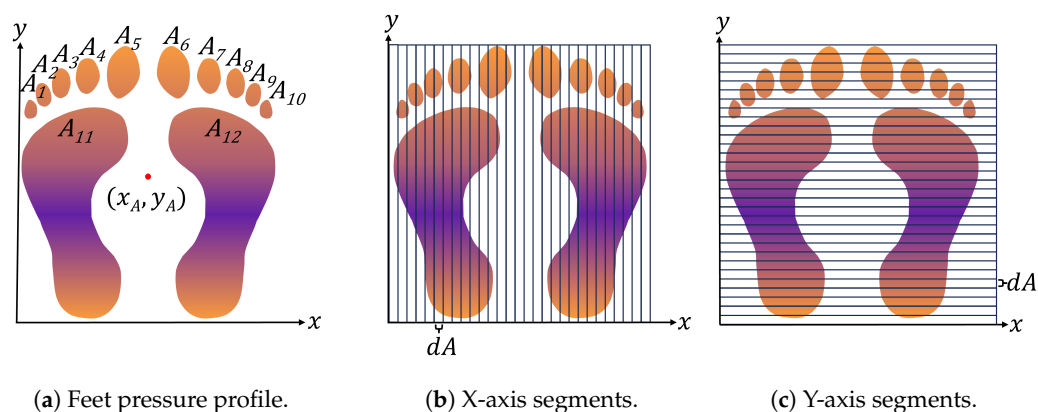 y
A1 A2 A3 A4 A5 A6 A7 A8 A9 A10
A11 A12
(xA, yA)
x
(a) Feet pressure profile.
y
x
dA
(b) X-axis segments.
y
dA
x
(c) Y-axis segments.